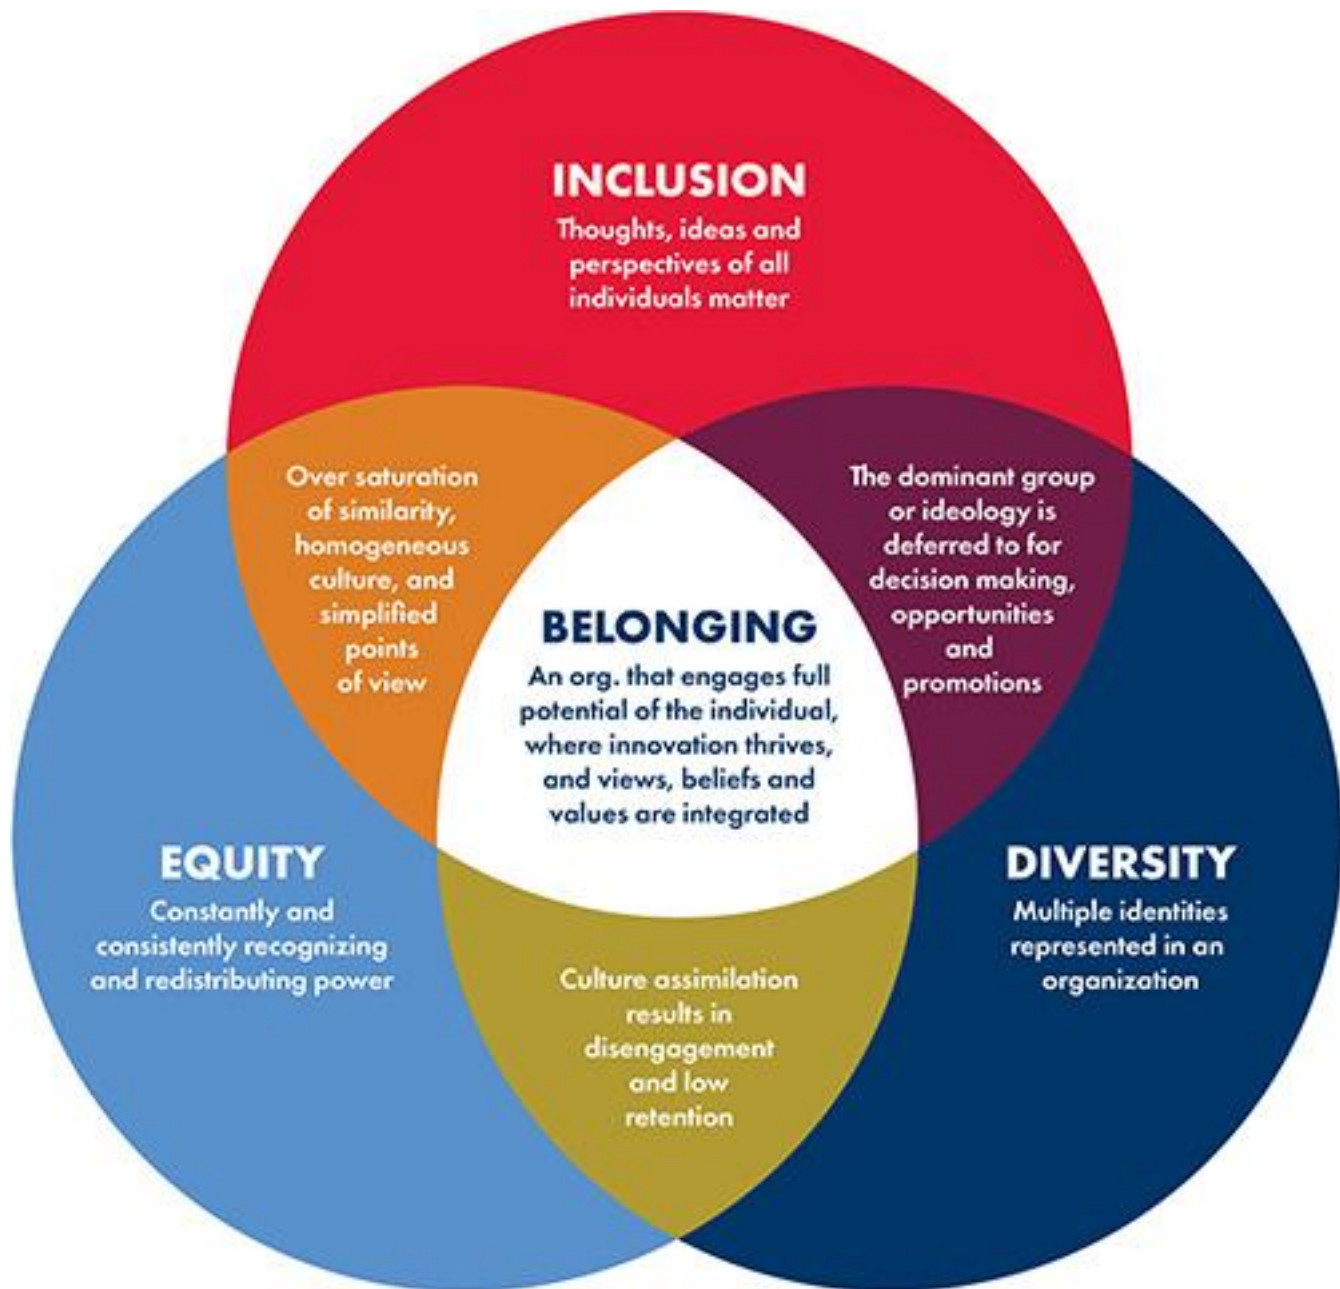 INCLUSION
Thoughts, ideas and
perspectives of all
individuals matter
Over saturation
of similarity,
homogeneous
culture, and
simplified
points
of view
The dominant group
or ideology is
deferred to for
decision making,
opportunities
and
promotions
BELONGING
An org. that engages full
potential of the individual,
where innovation thrives,
and views, beliefs and
values are integrated
EQUITY
Constantly and
consistently recognizing
and redistributing power
DIVERSITY
Multiple identities
represented in an
organization
Culture assimilation
results in
disengagement
and low
retention